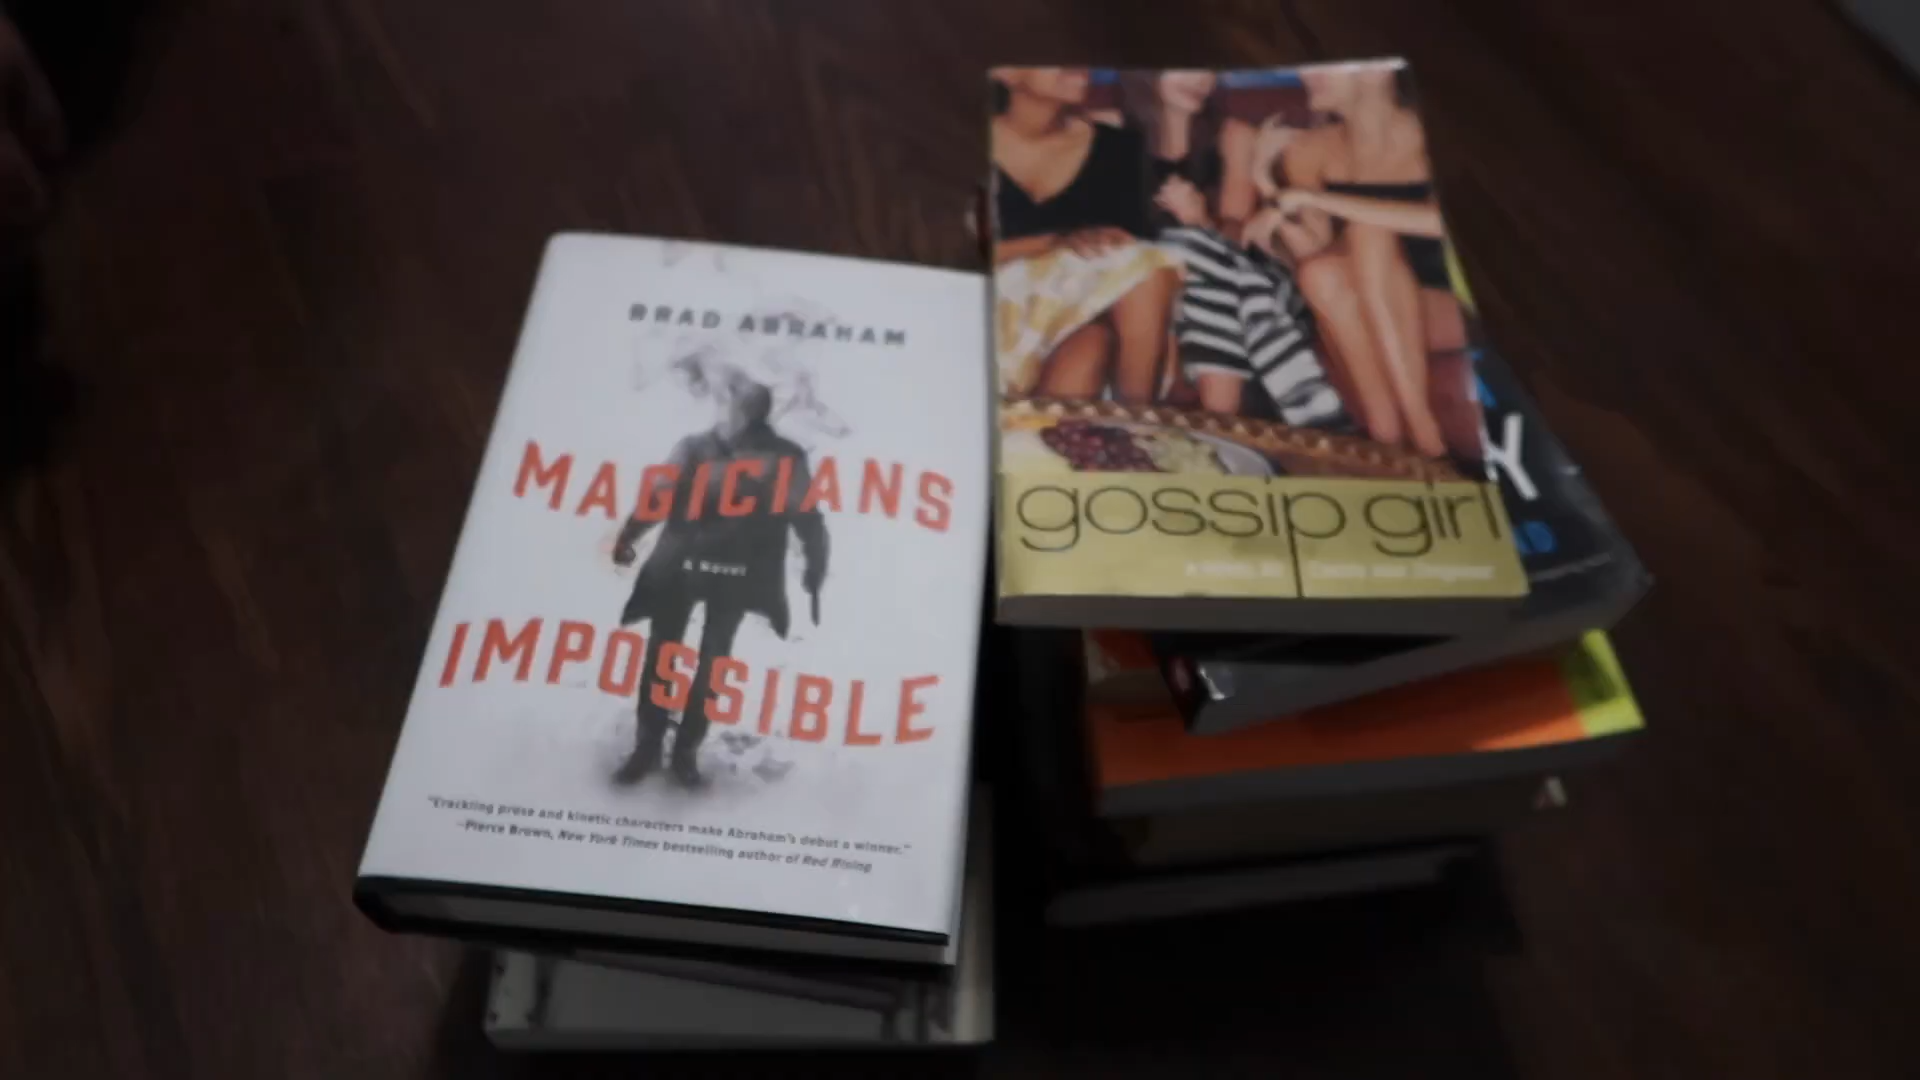 BRAD ABRAHAM
MAGICIANS
A Novel
IMPOSSIBLE
"Crackling prose and kinetic characters make Abraham's debut a winner."
—Pierce Brown, New York Times bestselling author of Red Rising
gossip girl
Y